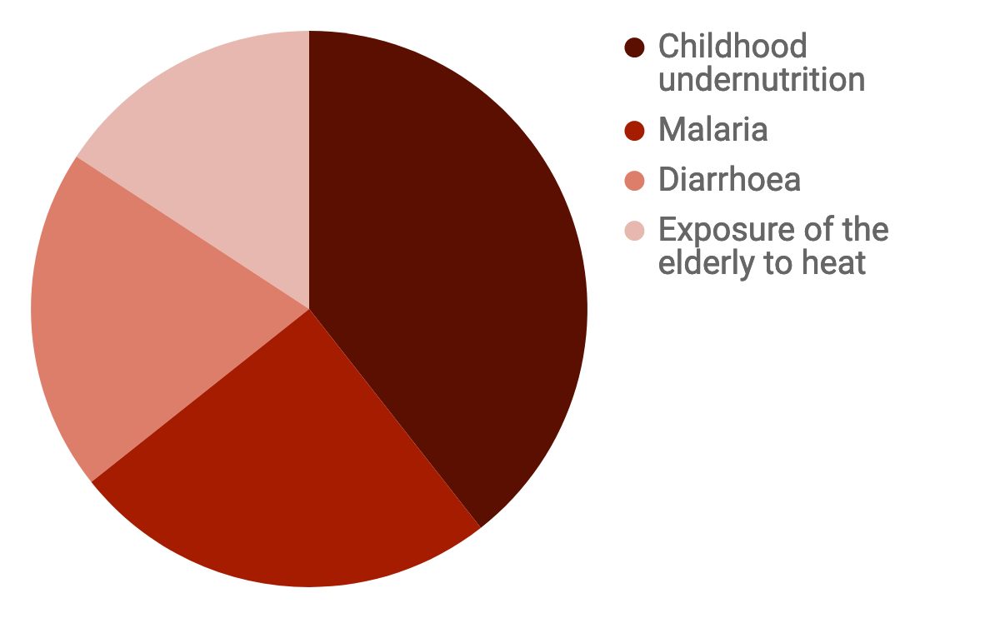 Childhood
undernutrition
Malaria
Diarrhoea
Exposure of the
elderly to heat